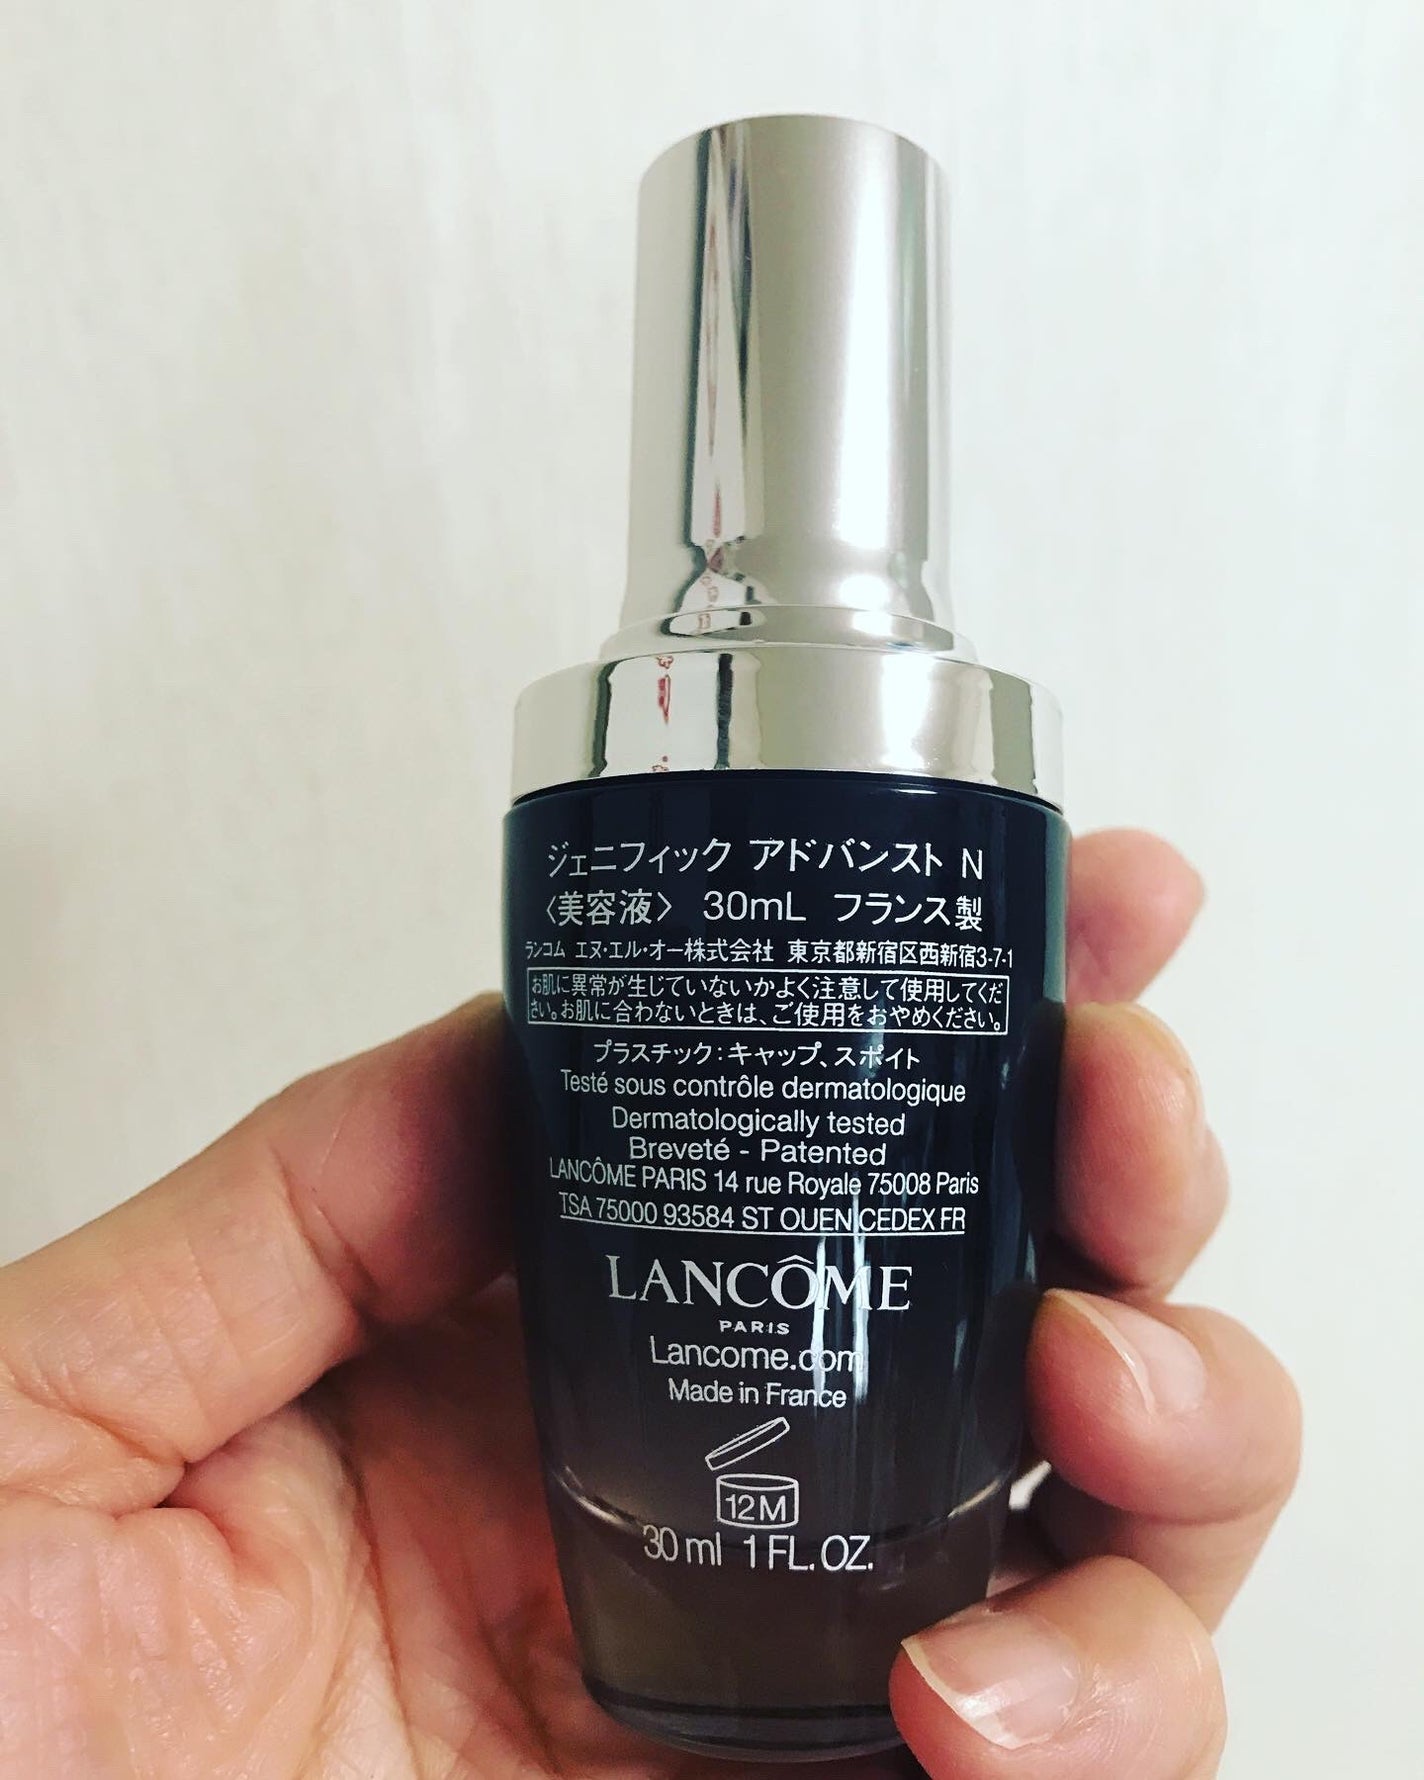 ジェニフィック アドバンスト N
〈美容液〉 30mL フランス製
ランコム エヌ・エル・オー株式会社 東京都新宿区西新宿3-7-1
お肌に異常が生じていないかよく注意して使用してくだ
さい。お肌に合わないときは、ご使用をおやめください。
プラスチック:キャップ、スポイト
Testé sous contrôle dermatologique
Dermatologically tested
Breveté - Patented
LANCÔME PARIS 14 rue Royale 75008 Paris
TSA 75000 93584 ST OUEN CEDEX FR
LANCÔME
PARIS
Lancome.com
Made in France
12M
30 ml 1 FL. OZ.